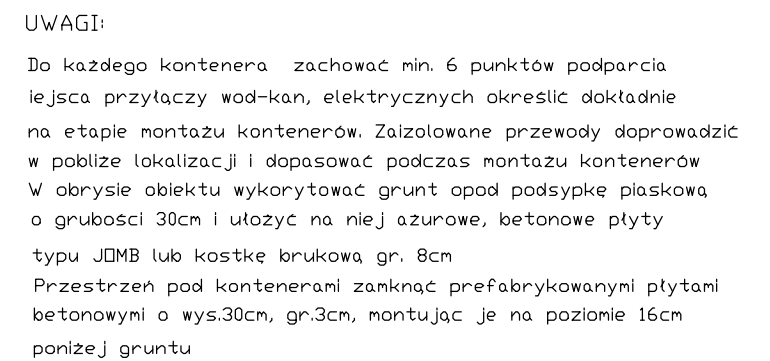 UWAGI:
Do każdego kontenera zachować min. 6 punktów podparcia
iejsca przyłączy wod-kan, elektrycznych określić dokładnie
na etapie montażu kontenerów. Zaizolowane przewody doprowadzić
w pobliże lokalizacji i dopasować podczas montażu kontenerów
W obrysie obiektu wykorytować grunt opod podsypkę piaskową
o grubości 30cm i ułożyć na niej ażurowe, betonowe płyty
typu J□MB lub kostkę brukową gr. 8cm
Przestrzeń pod kontenerami zamknąć prefabrykowanymi płytami
betonowymi o wys.30cm, gr.3cm, montując je na poziomie 16cm
poniżej gruntu